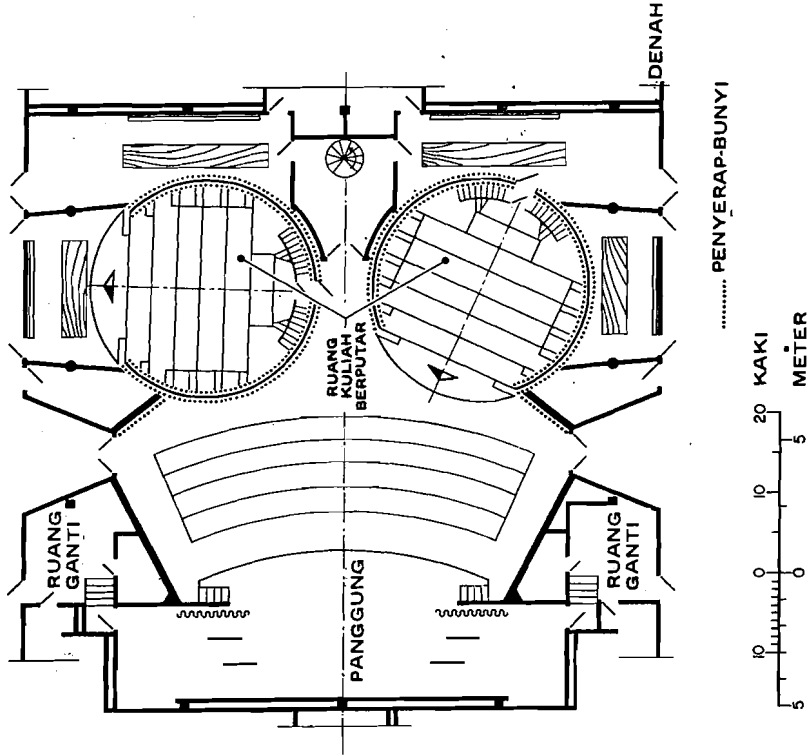 DENAH
........ PENYERAP-BUNYI
RUANG
KULIAH
BERPUTAR
RUANG
GANTI
PANGGUNG
RUANG
GANTI
10 0 10 20 KAKI
5 0 5 METER